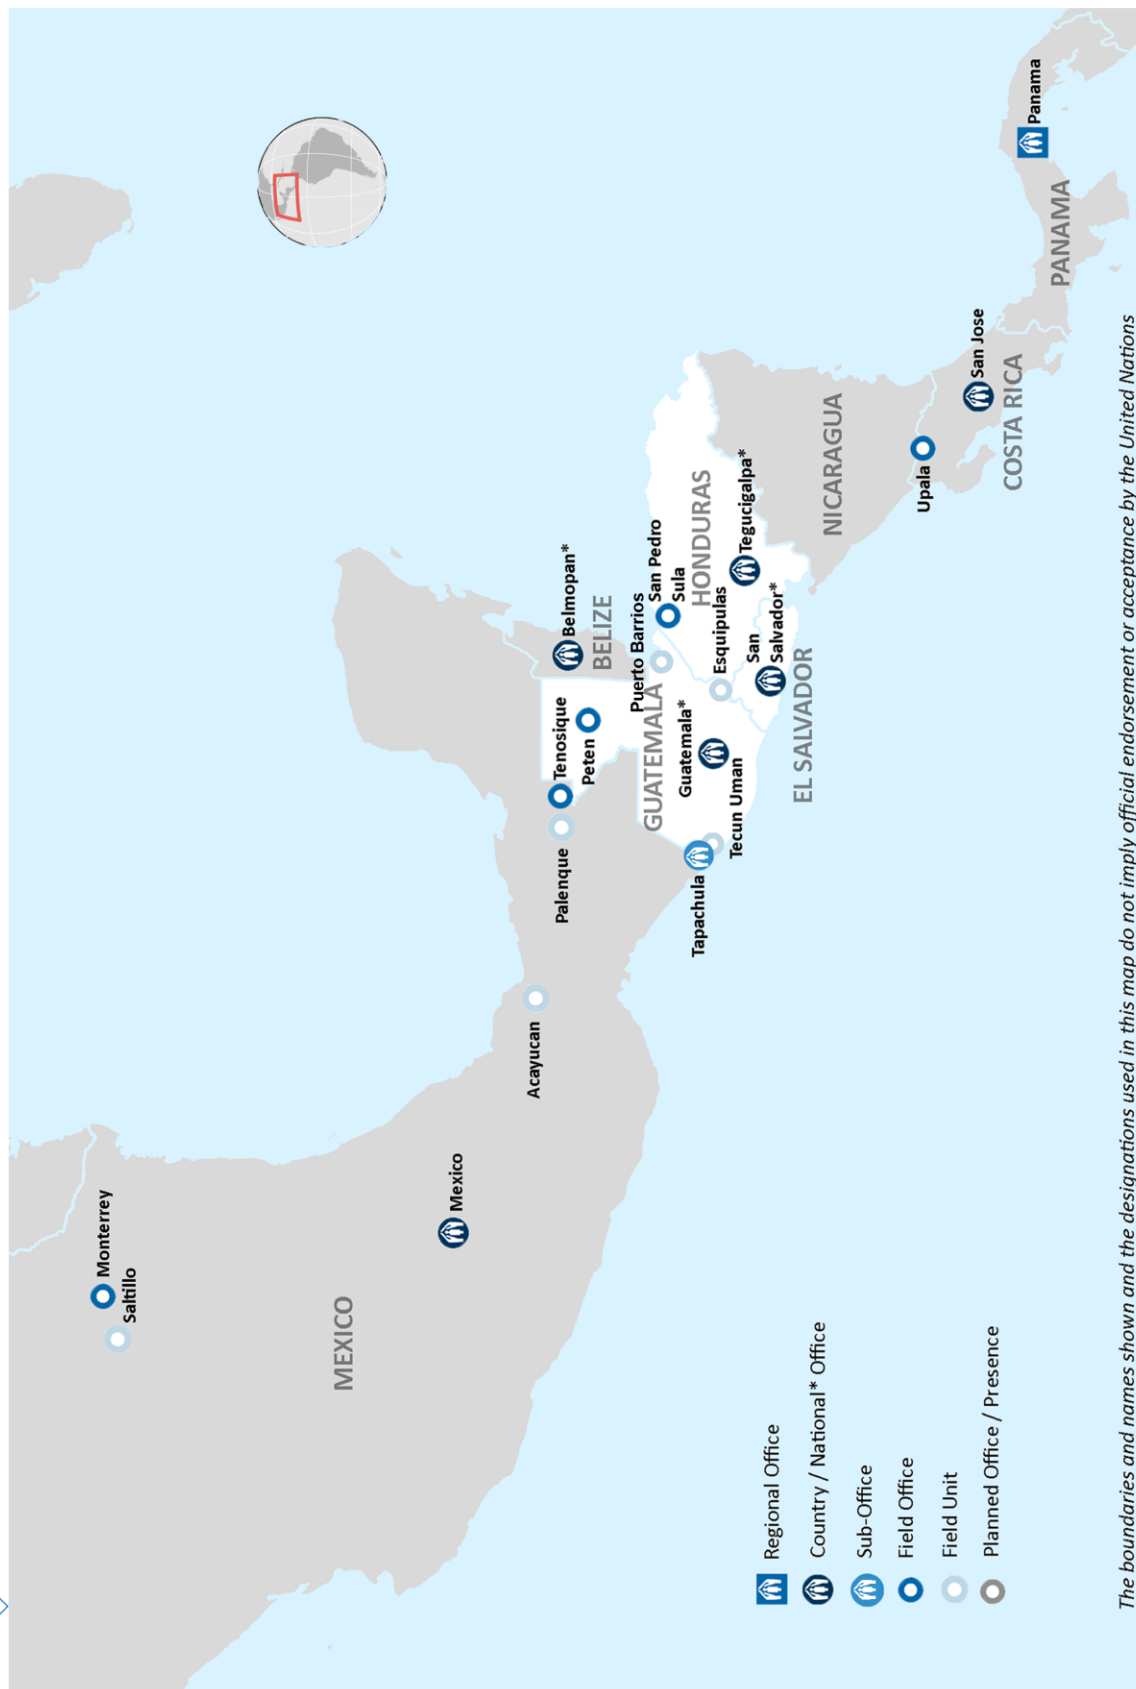 Monterrey
Saltillo
MEXICO
Mexico
Acayucan
Palenque
Tenosique
Peten
Belmopan*
BELIZE
Puerto Barrios
San Pedro
Sula
HONDURAS
GUATEMALA
Guatemala*
Esquipulas
Tegucigalpa*
San
Salvador*
EL SALVADOR
Tapachula
Tecun Uman
NICARAGUA
Upala
San Jose
COSTA RICA
PANAMA
Panama
Regional Office
Country / National* Office
Sub-Office
Field Office
Field Unit
Planned Office / Presence
The boundaries and names shown and the designations used in this map do not imply official endorsement or acceptance by the United Nations